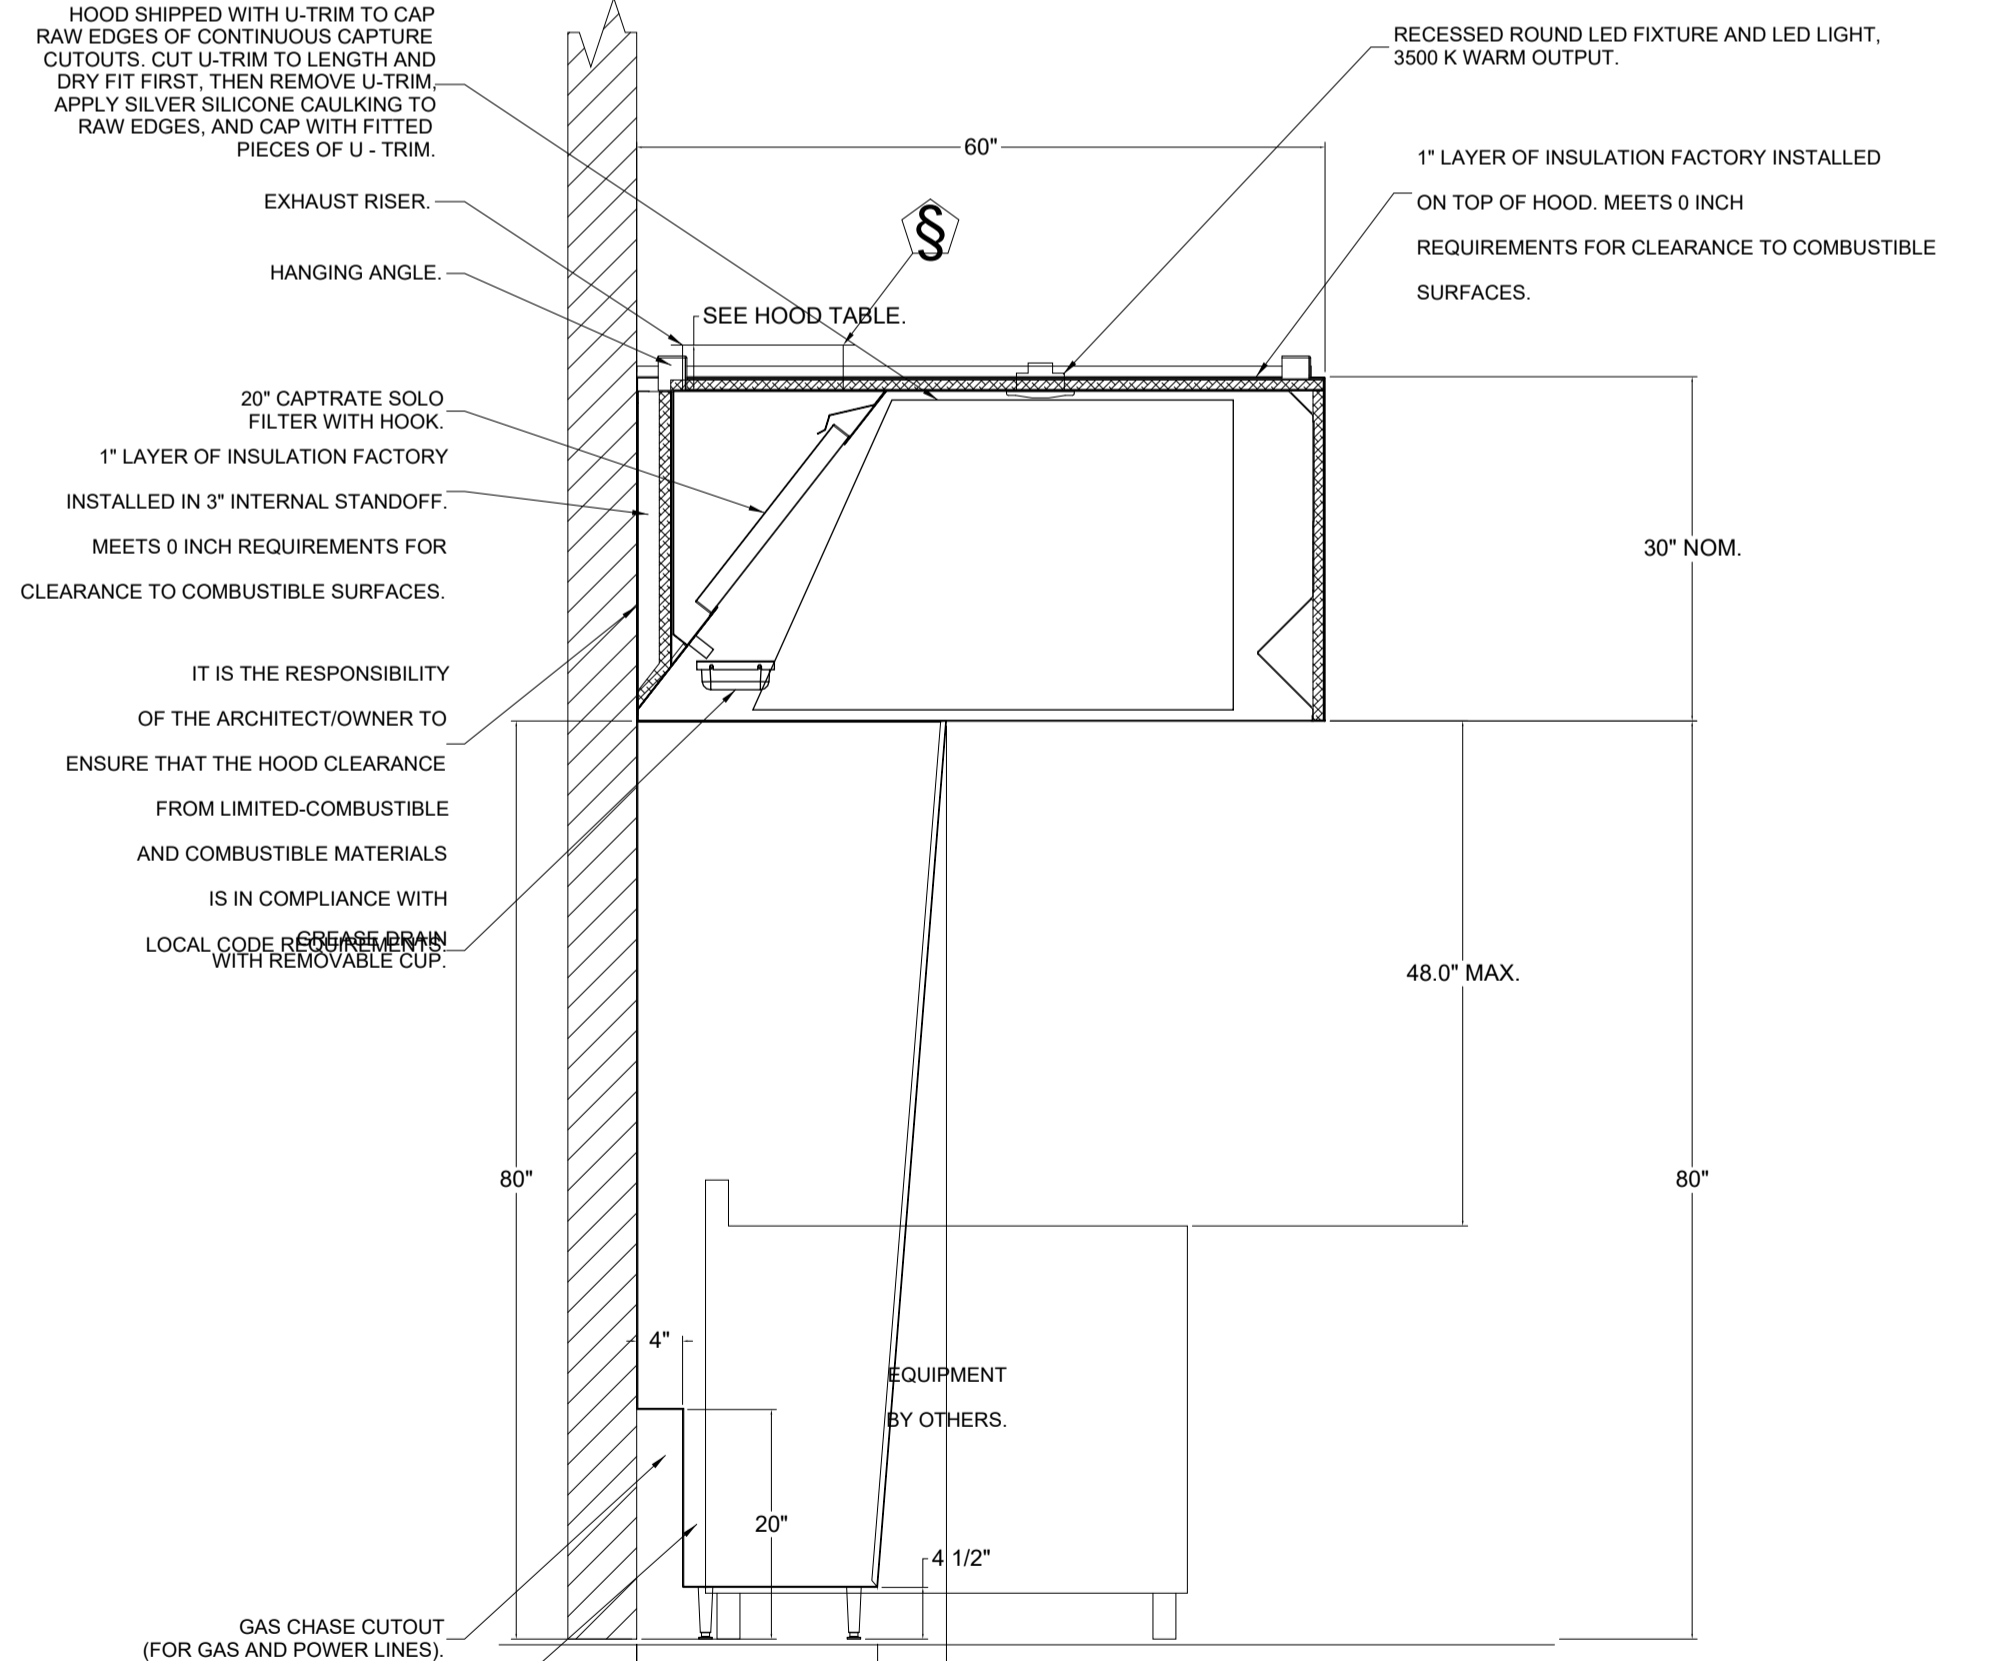 HOOD SHIPPED WITH U-TRIM TO CAP
RAW EDGES OF CONTINUOUS CAPTURE
CUTOUTS. CUT U-TRIM TO LENGTH AND
DRY FIT FIRST, THEN REMOVE U-TRIM,
APPLY SILVER SILICONE CAULKING TO
RAW EDGES, AND CAP WITH FITTED
PIECES OF U - TRIM.
RECESSED ROUND LED FIXTURE AND LED LIGHT,
3500 K WARM OUTPUT.
60"
1" LAYER OF INSULATION FACTORY INSTALLED
ON TOP OF HOOD. MEETS 0 INCH
REQUIREMENTS FOR CLEARANCE TO COMBUSTIBLE
SURFACES.
EXHAUST RISER.
§
HANGING ANGLE.
SEE HOOD TABLE.
20" CAPTRATE SOLO
FILTER WITH HOOK.
1" LAYER OF INSULATION FACTORY
INSTALLED IN 3" INTERNAL STANDOFF.
MEETS 0 INCH REQUIREMENTS FOR
CLEARANCE TO COMBUSTIBLE SURFACES.
30" NOM.
IT IS THE RESPONSIBILITY
OF THE ARCHITECT/OWNER TO
ENSURE THAT THE HOOD CLEARANCE
FROM LIMITED-COMBUSTIBLE
AND COMBUSTIBLE MATERIALS
IS IN COMPLIANCE WITH
LOCAL CODE REQUIREMENTS.
GREASE DRAIN
WITH REMOVABLE CUP.
48.0" MAX.
80"
80"
4"
EQUIPMENT
BY OTHERS.
20"
4 1/2"
GAS CHASE CUTOUT
(FOR GAS AND POWER LINES).